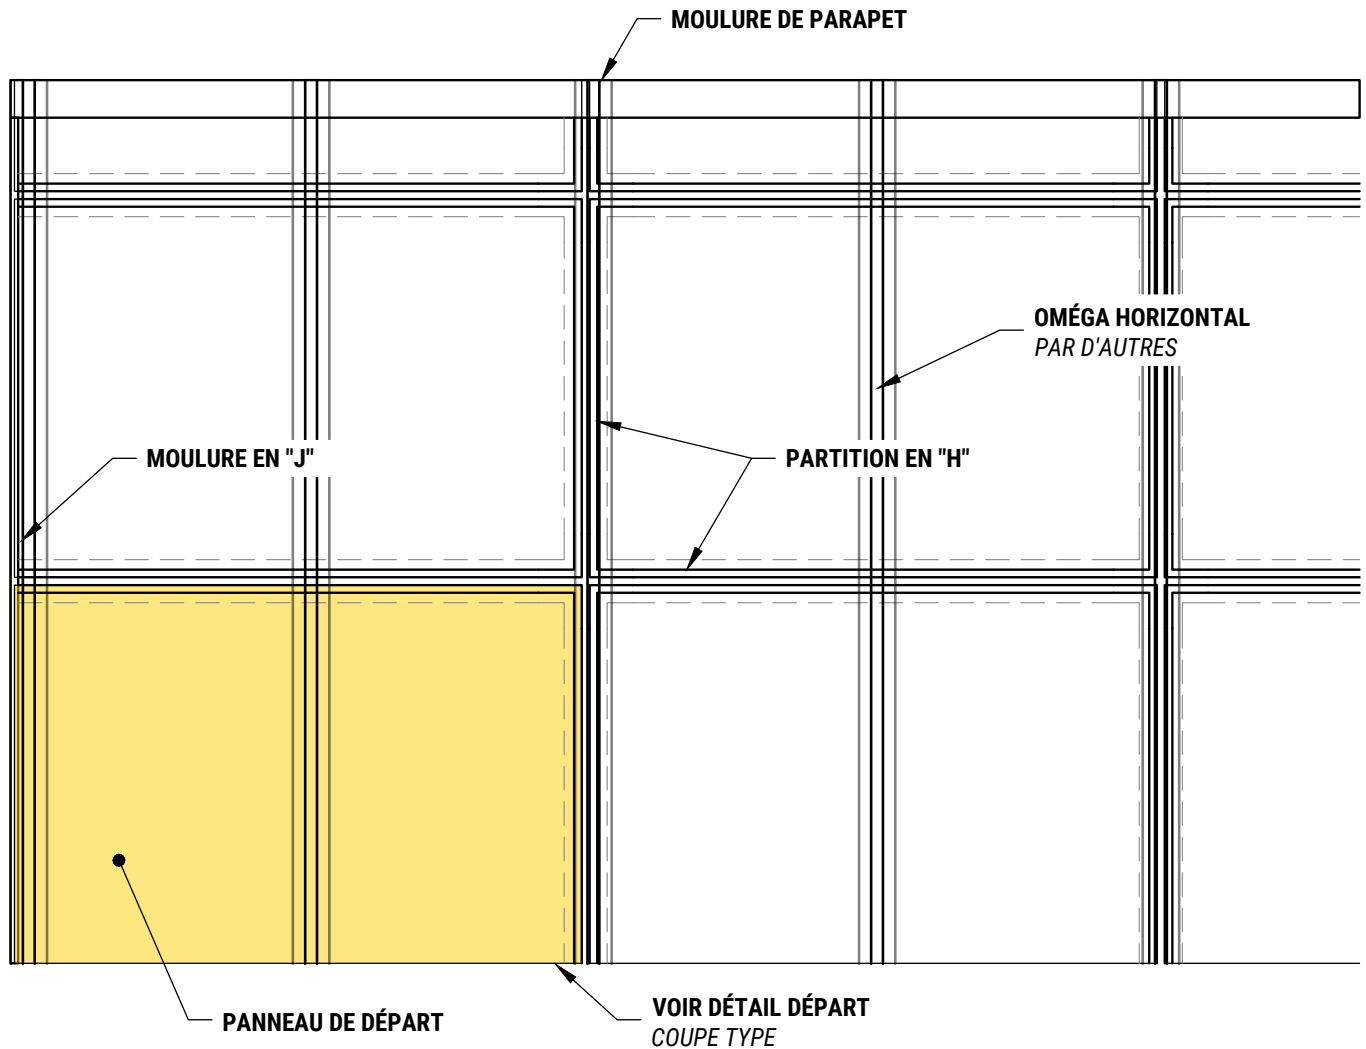 MOULURE DE PARAPET
OMÉGA HORIZONTAL
PAR D'AUTRES
MOULURE EN "J"
PARTITION EN "H"
PANNEAU DE DÉPART
VOIR DÉTAIL DÉPART
COUPE TYPE